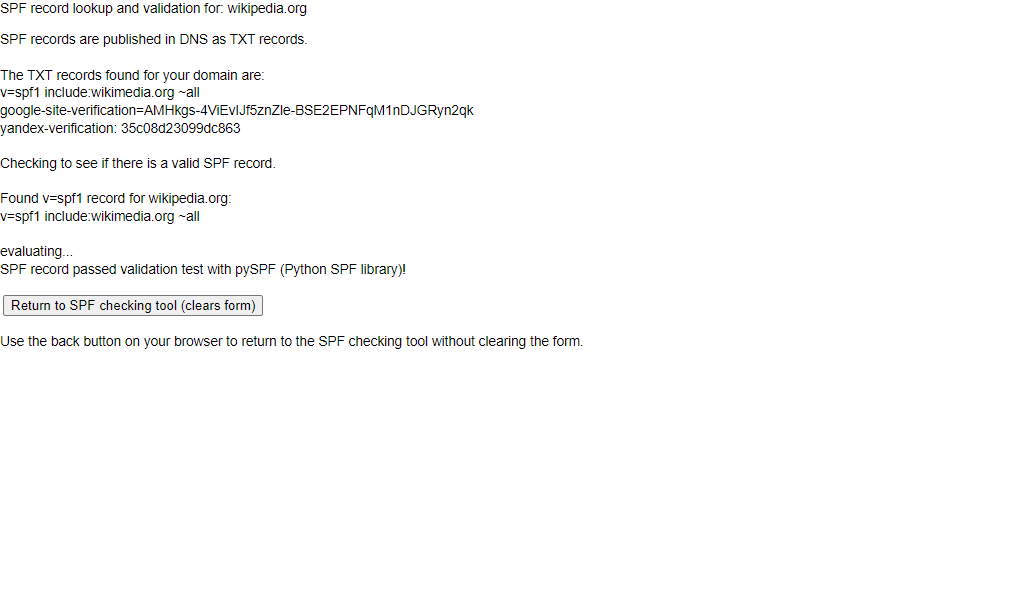 SPF record lookup and validation for: wikipedia.org
SPF records are published in DNS as TXT records.
The TXT records found for your domain are:
v=spf1 include:wikimedia.org ~all
google-site-verification=AMHkgs-4ViEvIJf5znZle-BSE2EPNFqM1nDJGRyn2qk
yandex-verification: 35c08d23099dc863
Checking to see if there is a valid SPF record.
Found v=spf1 record for wikipedia.org:
v=spf1 include:wikimedia.org ~all
evaluating...
SPF record passed validation test with pySPF (Python SPF library)!
Return to SPF checking tool (clears form)
Use the back button on your browser to return to the SPF checking tool without clearing the form.